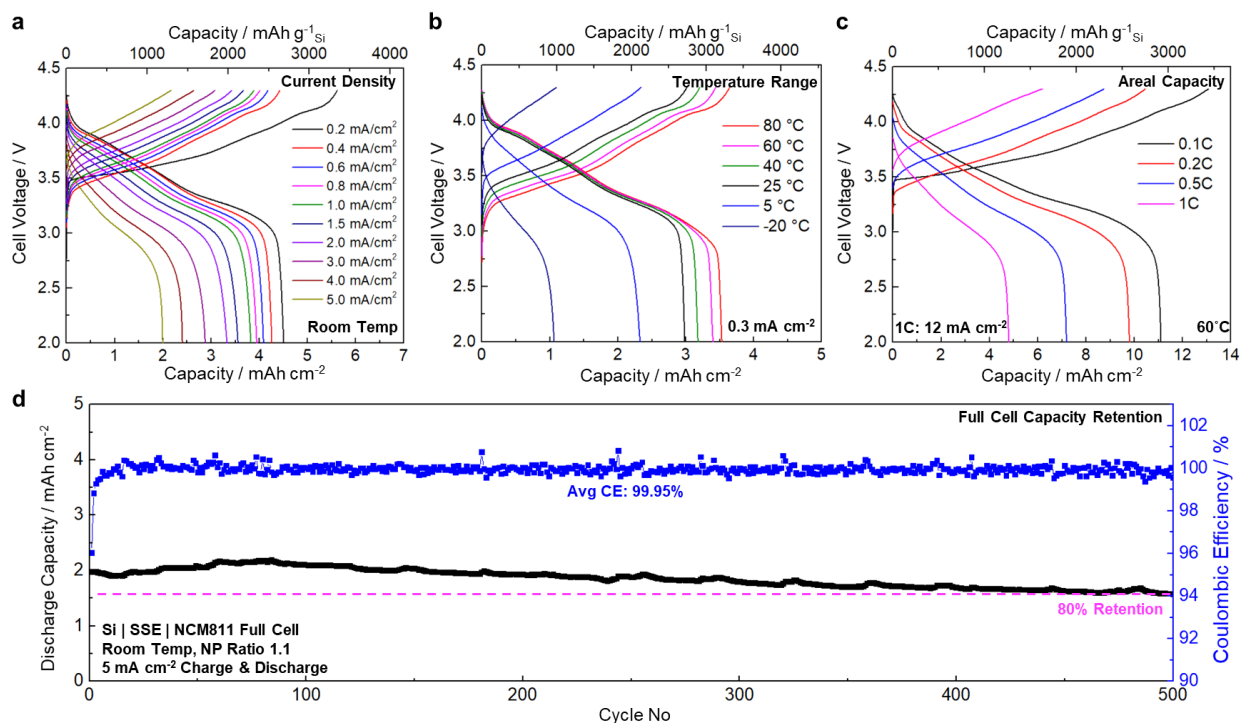 a
Capacity / mAh g⁻¹Si
0 1000 2000 3000 4000
4.5
4.0
3.5
3.0
2.5
2.0
Cell Voltage / V
Current Density
0.2 mA/cm²
0.4 mA/cm²
0.6 mA/cm²
0.8 mA/cm²
1.0 mA/cm²
1.5 mA/cm²
2.0 mA/cm²
3.0 mA/cm²
4.0 mA/cm²
5.0 mA/cm²
Room Temp
0 1 2 3 4 5 6 7
Capacity / mAh cm⁻²
b
Capacity / mAh g⁻¹Si
0 1000 2000 3000 4000
4.5
4.0
3.5
3.0
2.5
2.0
Cell Voltage / V
Temperature Range
80 °C
60 °C
40 °C
25 °C
5 °C
-20 °C
0.3 mA cm⁻²
0 1 2 3 4 5
Capacity / mAh cm⁻²
c
Capacity / mAh g⁻¹Si
0 1000 2000 3000
4.5
4.0
3.5
3.0
2.5
2.0
Cell Voltage / V
Areal Capacity
0.1C
0.2C
0.5C
1C
1C: 12 mA cm⁻²
60°C
0 2 4 6 8 10 12 14
Capacity / mAh cm⁻²
d
5
4
3
2
1
0
Discharge Capacity / mAh cm⁻²
Full Cell Capacity Retention
Avg CE: 99.95%
80% Retention
Si | SSE | NCM811 Full Cell
Room Temp, NP Ratio 1.1
5 mA cm⁻² Charge & Discharge
102
100
98
96
94
92
90
Coulombic Efficiency / %
0 100 200 300 400 500
Cycle No